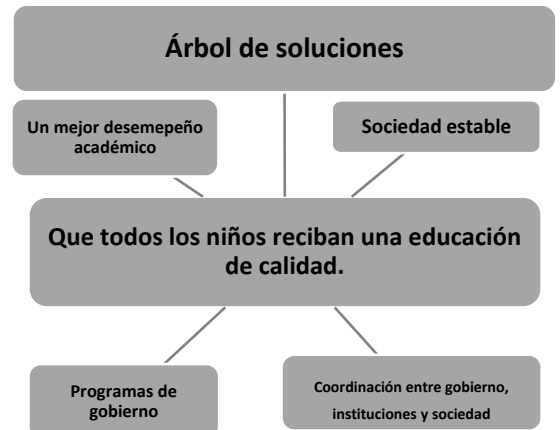 Árbol de soluciones
Un mejor desemepeño
académico
Sociedad estable
Que todos los niños reciban una educación
de calidad.
Programas de
gobierno
Coordinación entre gobierno,
instituciones y sociedad